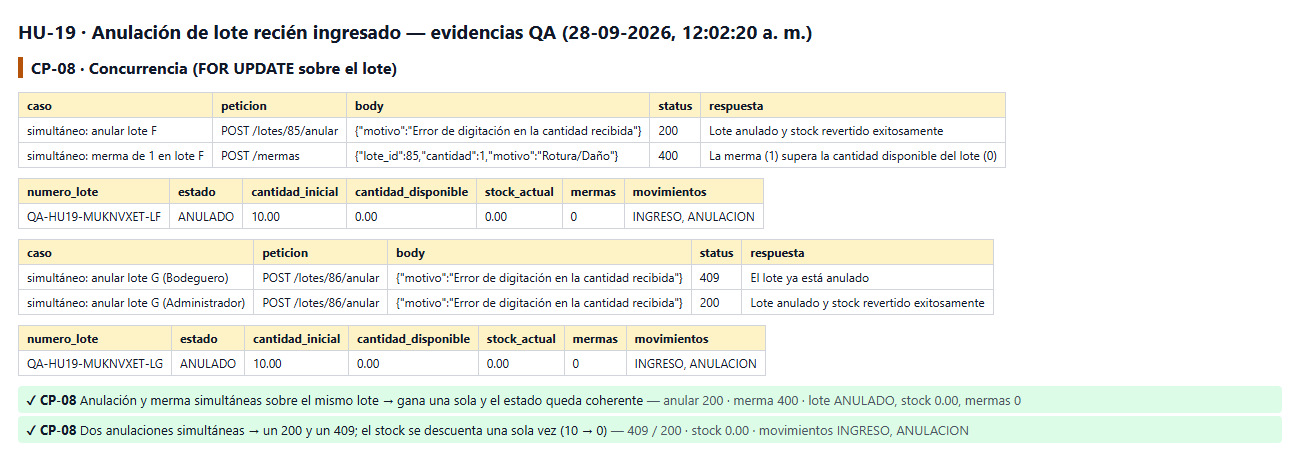 HU-19 · Anulación de lote recién ingresado — evidencias QA (28-09-2026, 12:02:20 a. m.)
CP-08 · Concurrencia (FOR UPDATE sobre el lote)
caso peticion body status respuesta
simultáneo: anular lote F POST /lotes/85/anular {"motivo":"Error de digitación en la cantidad recibida"} 200 Lote anulado y stock revertido exitosamente
simultáneo: merma de 1 en lote F POST /mermas {"lote_id":85,"cantidad":1,"motivo":"Rotura/Daño"} 400 La merma (1) supera la cantidad disponible del lote (0)
numero_lote estado cantidad_inicial cantidad_disponible stock_actual mermas movimientos
QA-HU19-MUKNVXET-LF ANULADO 10.00 0.00 0.00 0 INGRESO, ANULACION
caso peticion body status respuesta
simultáneo: anular lote G (Bodeguero) POST /lotes/86/anular {"motivo":"Error de digitación en la cantidad recibida"} 409 El lote ya está anulado
simultáneo: anular lote G (Administrador) POST /lotes/86/anular {"motivo":"Error de digitación en la cantidad recibida"} 200 Lote anulado y stock revertido exitosamente
numero_lote estado cantidad_inicial cantidad_disponible stock_actual mermas movimientos
QA-HU19-MUKNVXET-LG ANULADO 10.00 0.00 0.00 0 INGRESO, ANULACION
✓ CP-08 Anulación y merma simultáneas sobre el mismo lote → gana una sola y el estado queda coherente — anular 200 · merma 400 · lote ANULADO, stock 0.00, mermas 0
✓ CP-08 Dos anulaciones simultáneas → un 200 y un 409; el stock se descuenta una sola vez (10 → 0) — 409 / 200 · stock 0.00 · movimientos INGRESO, ANULACION